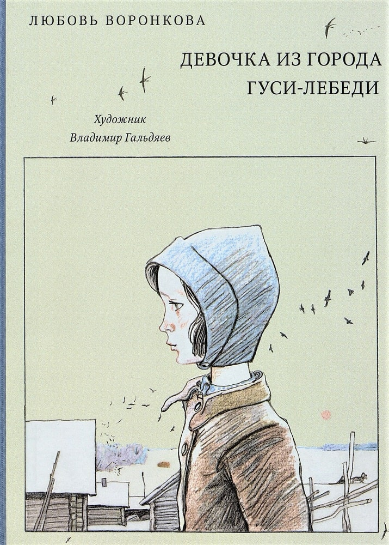 ЛЮБОВЬ ВОРОНКОВА
ДЕВОЧКА ИЗ ГОРОДА
ГУСИ-ЛЕБЕДИ
Художник
Владимир Гальдяев